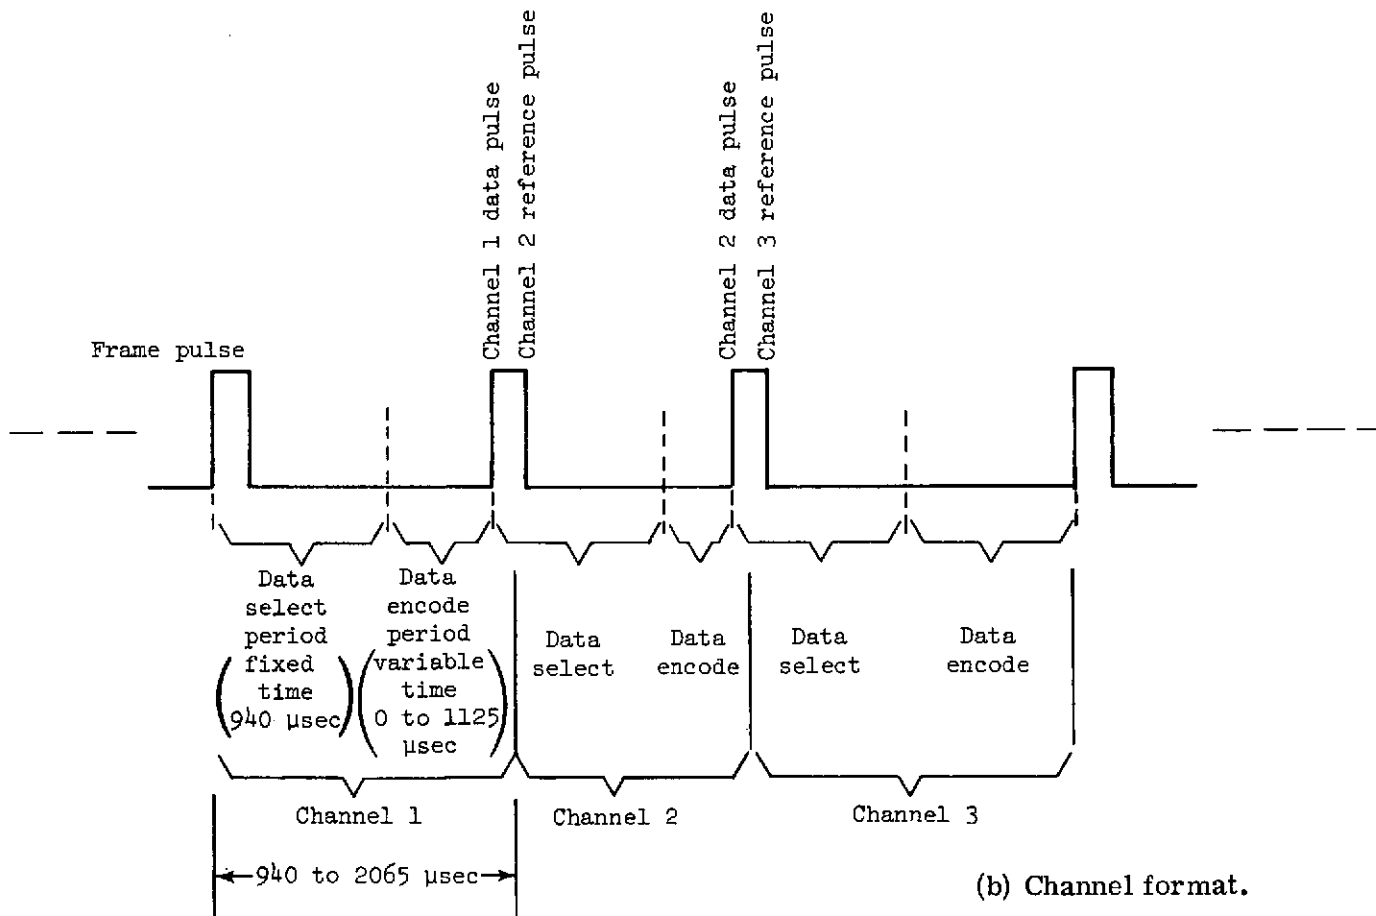 Channel 1 data pulse
Channel 2 reference pulse
Channel 2 data pulse
Channel 3 reference pulse
Frame pulse
Data
select
period
fixed
time
940 μsec
Data
encode
period
variable
time
0 to 1125
μsec
Data
select
Data
encode
Data
select
Data
encode
Channel 1
Channel 2
Channel 3
940 to 2065 μsec
(b) Channel format.